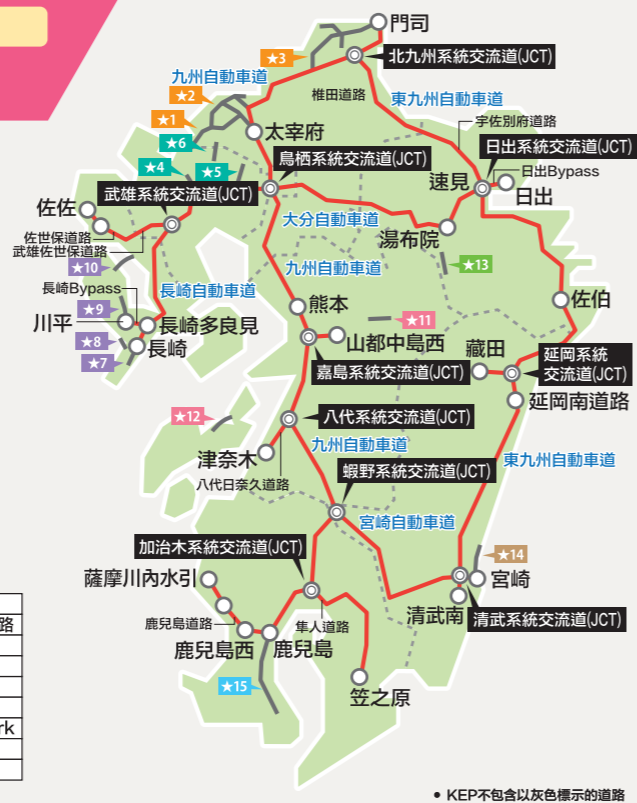 門司
★3
北九州系統交流道(JCT)
九州自動車道
★2
椎田道路
東九州自動車道
★1
宇佐別府道路
太宰府
★6
日出系統交流道(JCT)
★4
★5
鳥栖系統交流道(JCT)
日出Bypass
速見
日出
武雄系統交流道(JCT)
佐佐
大分自動車道
湯布院
佐世保道路
武雄佐世保道路
九州自動車道
★10
★13
長崎Bypass
長崎自動車道
佐伯
★9
熊本
川平
長崎多良見
★11
★8
長崎
山都中島西
藏田
延岡系統
交流道(JCT)
★7
嘉島系統交流道(JCT)
延岡南道路
★12
八代系統交流道(JCT)
九州自動車道
津奈木
東九州自動車道
蝦野系統交流道(JCT)
八代日奈久道路
宮崎自動車道
加治木系統交流道(JCT)
★14
薩摩川內水引
宮崎
清武南
清武系統交流道(JCT)
路
鹿兒島道路
隼人道路
鹿兒島西
鹿兒島
★15
笠之原
rk
• KEP不包含以灰色標示的道路